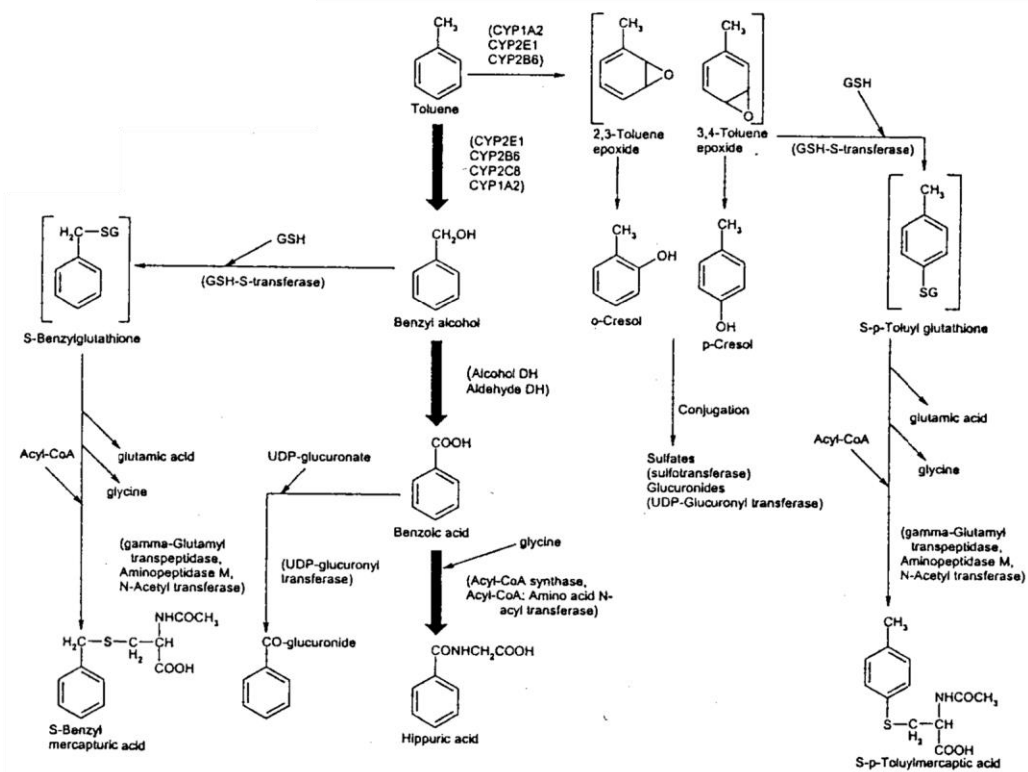 CH3
(CYP1A2
CYP2E1
CYP2B6)
Toluene
CH3
O
2,3-Toluene
epoxide
CH3
O
3,4-Toluene
epoxide
GSH
(GSH-S-transferase)
(CYP2E1
CYP2B6
CYP2C8
CYP1A2)
H2C—SG
S-Benzylglutathione
GSH
(GSH-S-transferase)
CH2OH
Benzyl alcohol
CH3
OH
o-Cresol
CH3
OH
p-Cresol
CH3
SG
S-p-Toluyl glutathione
(Alcohol DH
Aldehyde DH)
Conjugation
Sulfates
(sulfotransferase)
Glucuronides
(UDP-Glucuronyl transferase)
Acyl-CoA
glutamic acid
glycine
UDP-glucuronate
COOH
Benzoic acid
Acyl-CoA
glutamic acid
glycine
(gamma-Glutamyl
transpeptidase,
Aminopeptidase M,
N-Acetyl transferase)
(UDP-glucuronyl
transferase)
glycine
(Acyl-CoA synthase,
Acyl-CoA: Amino acid N-
acyl transferase)
(gamma-Glutamyl
transpeptidase,
Aminopeptidase M,
N-Acetyl transferase)
NHCOCH3
H2C—S—C—CH
H2
COOH
S-Benzyl
mercapturic acid
CO-glucuronide
CONHCH2COOH
Hippuric acid
CH3
NHCOCH3
S—C—CH
H2
COOH
S-p-Toluylmercaptic acid